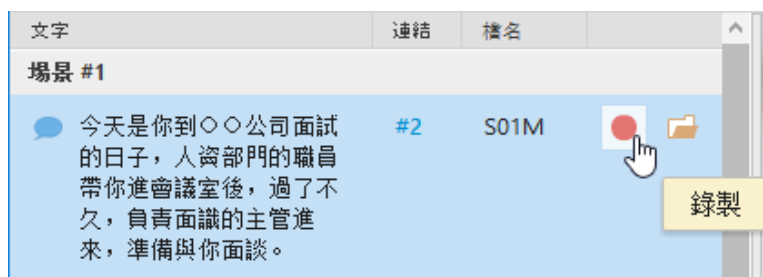 文字 連結 檔名
場景 #1
今天是你到○○公司面試 #2 S01M
的日子，人資部門的職員
帶你進會議室後，過了不
久，負責面識的主管進
來，準備與你面談。
錄製